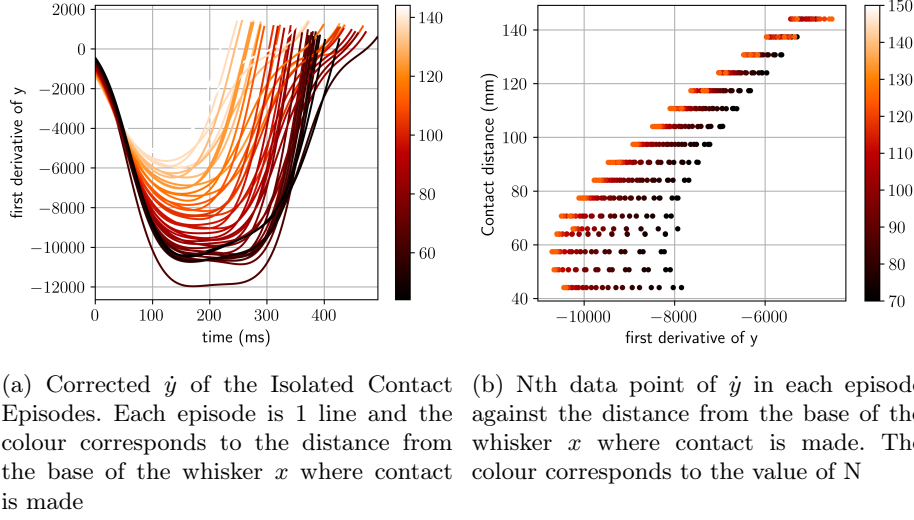 2000
0
−2000
−4000
−6000
−8000
−10000
−12000
first derivative of y
0 100 200 300 400
time (ms)
140
120
100
80
60
140
120
100
80
60
40
Contact distance (mm)
−10000 −8000 −6000
first derivative of y
150
140
130
120
110
100
90
80
70
(a) Corrected ẏ of the Isolated Contact
Episodes. Each episode is 1 line and the
colour corresponds to the distance from
the base of the whisker x where contact
is made
(b) Nth data point of ẏ in each episode
against the distance from the base of the
whisker x where contact is made. The
colour corresponds to the value of N